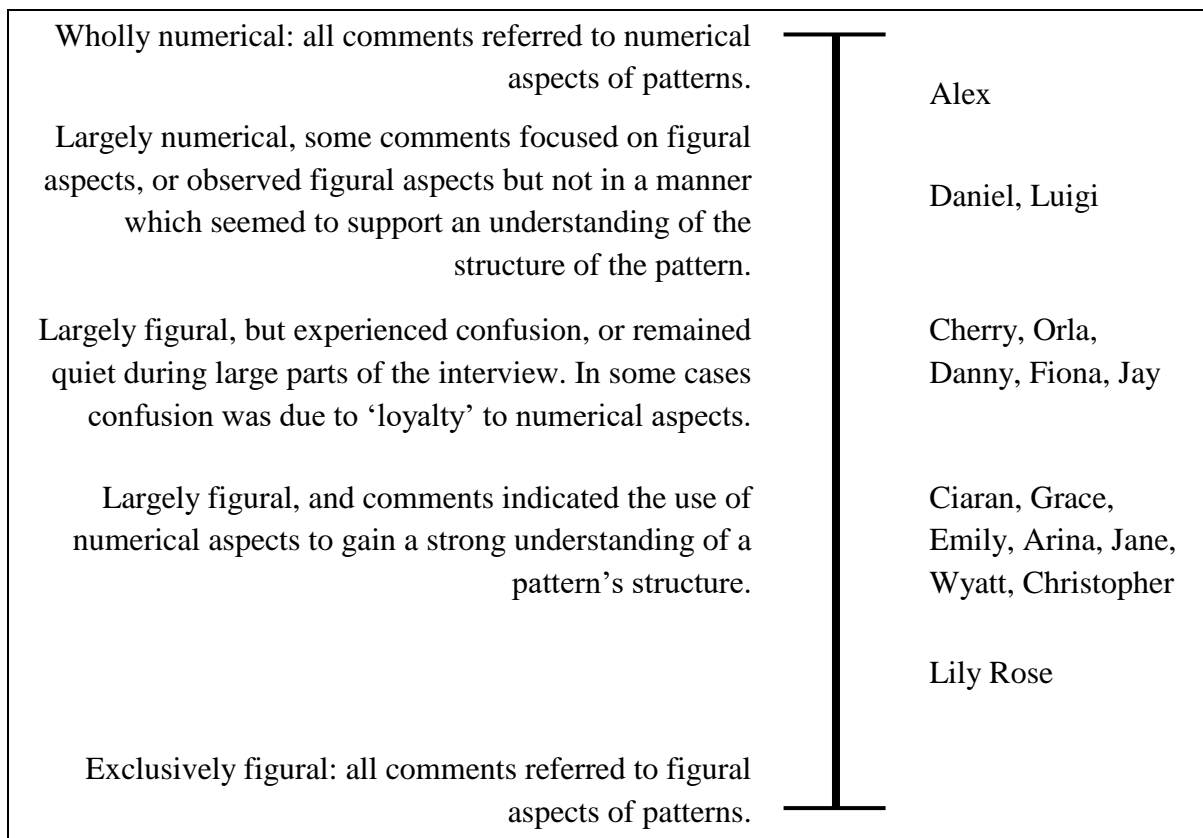 Wholly numerical: all comments referred to numerical
aspects of patterns.
Alex
Largely numerical, some comments focused on figural
aspects, or observed figural aspects but not in a manner
which seemed to support an understanding of the
structure of the pattern.
Daniel, Luigi
Largely figural, but experienced confusion, or remained
quiet during large parts of the interview. In some cases
confusion was due to ‘loyalty’ to numerical aspects.
Cherry, Orla,
Danny, Fiona, Jay
Largely figural, and comments indicated the use of
numerical aspects to gain a strong understanding of a
pattern’s structure.
Ciaran, Grace,
Emily, Arina, Jane,
Wyatt, Christopher
Lily Rose
Exclusively figural: all comments referred to figural
aspects of patterns.